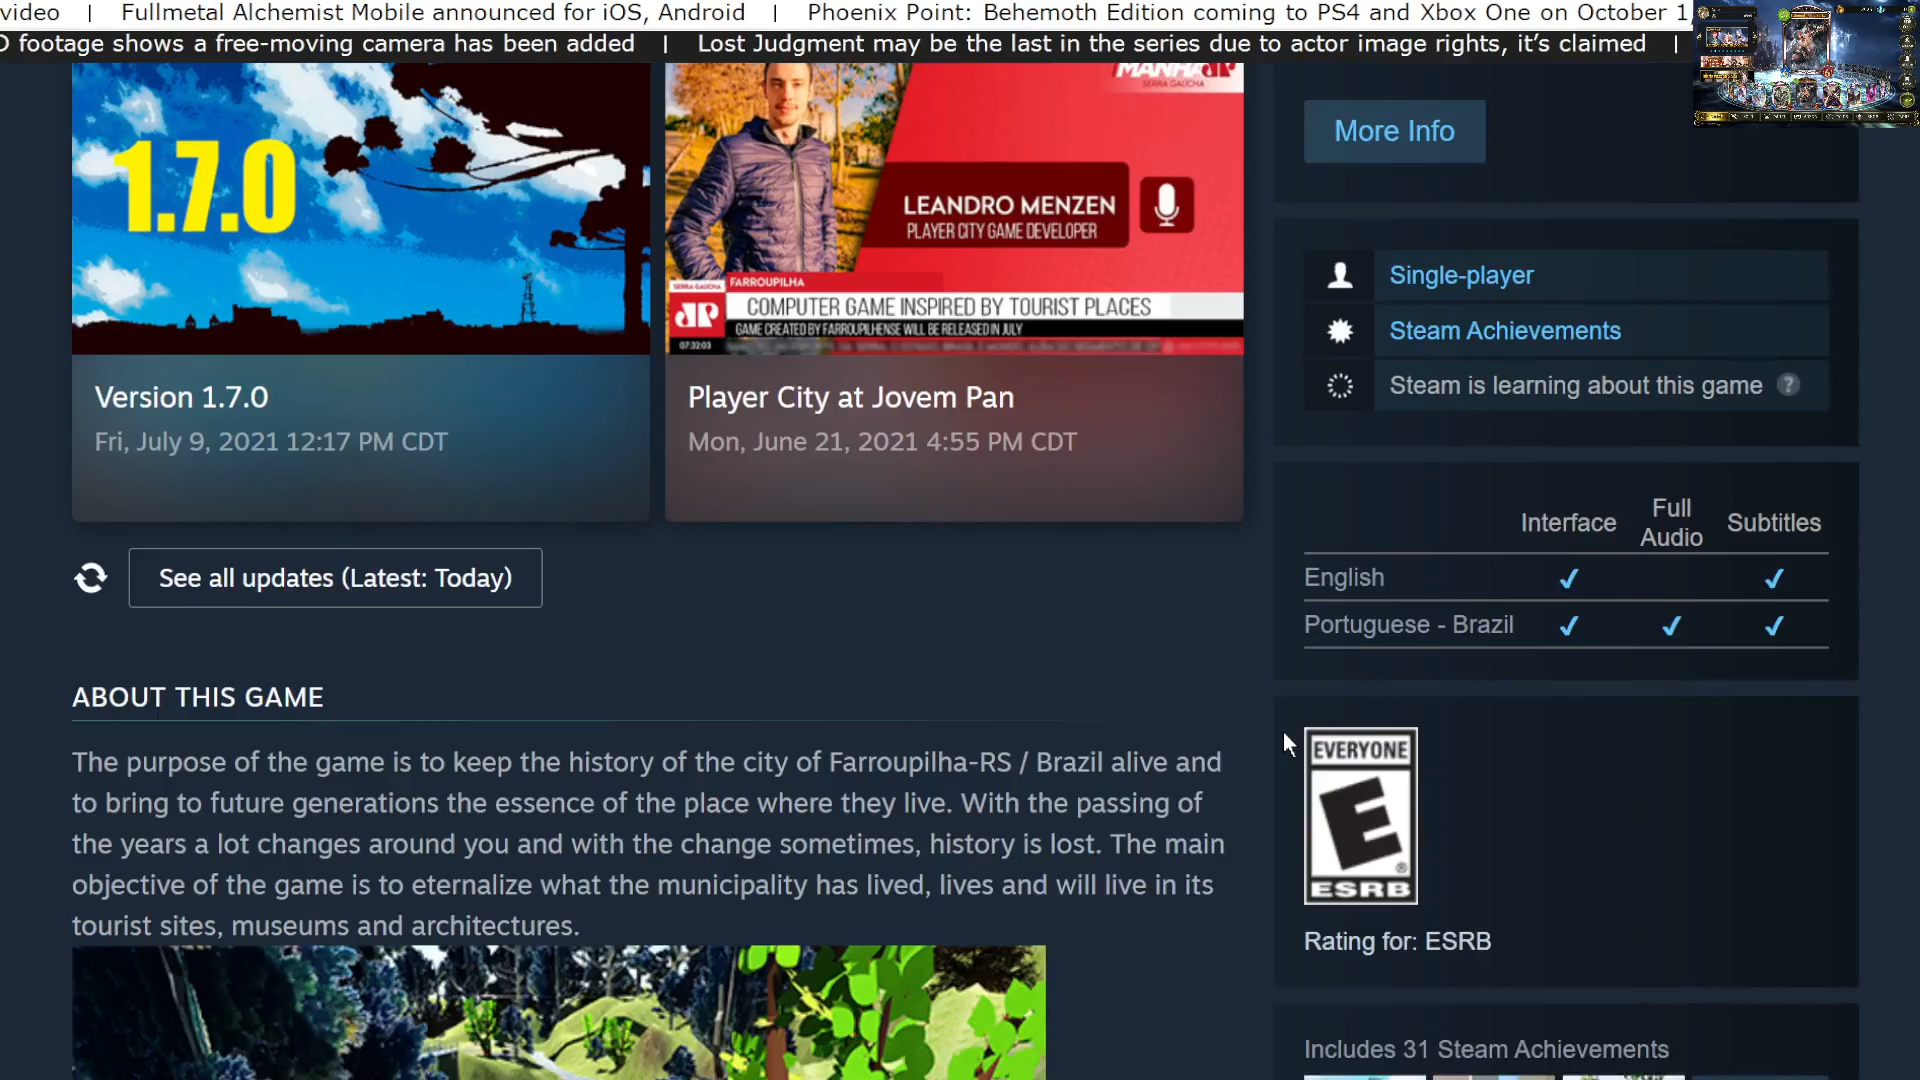 video | Fullmetal Alchemist Mobile announced for iOS, Android | Phoenix Point: Behemoth Edition coming to PS4 and Xbox One on October 1,
D footage shows a free-moving camera has been added | Lost Judgment may be the last in the series due to actor image rights, it's claimed |
1.7.0
MANHÃ JP
SERRA GAÚCHA
LEANDRO MENZEN
PLAYER CITY GAME DEVELOPER
FARROUPILHA
SERRA GAÚCHA
JP
COMPUTER GAME INSPIRED BY TOURIST PLACES
GAME CREATED BY FARROUPILHENSE WILL BE RELEASED IN JULY
07:32:03
Version 1.7.0
Fri, July 9, 2021 12:17 PM CDT
Player City at Jovem Pan
Mon, June 21, 2021 4:55 PM CDT
See all updates (Latest: Today)
ABOUT THIS GAME
The purpose of the game is to keep the history of the city of Farroupilha-RS / Brazil alive and
to bring to future generations the essence of the place where they live. With the passing of
the years a lot changes around you and with the change sometimes, history is lost. The main
objective of the game is to eternalize what the municipality has lived, lives and will live in its
tourist sites, museums and architectures.
More Info
Single-player
Steam Achievements
Steam is learning about this game ?
Interface Full Audio Subtitles
English ✓ ✓
Portuguese - Brazil ✓ ✓ ✓
EVERYONE
E
®
ESRB
Rating for: ESRB
Includes 31 Steam Achievements